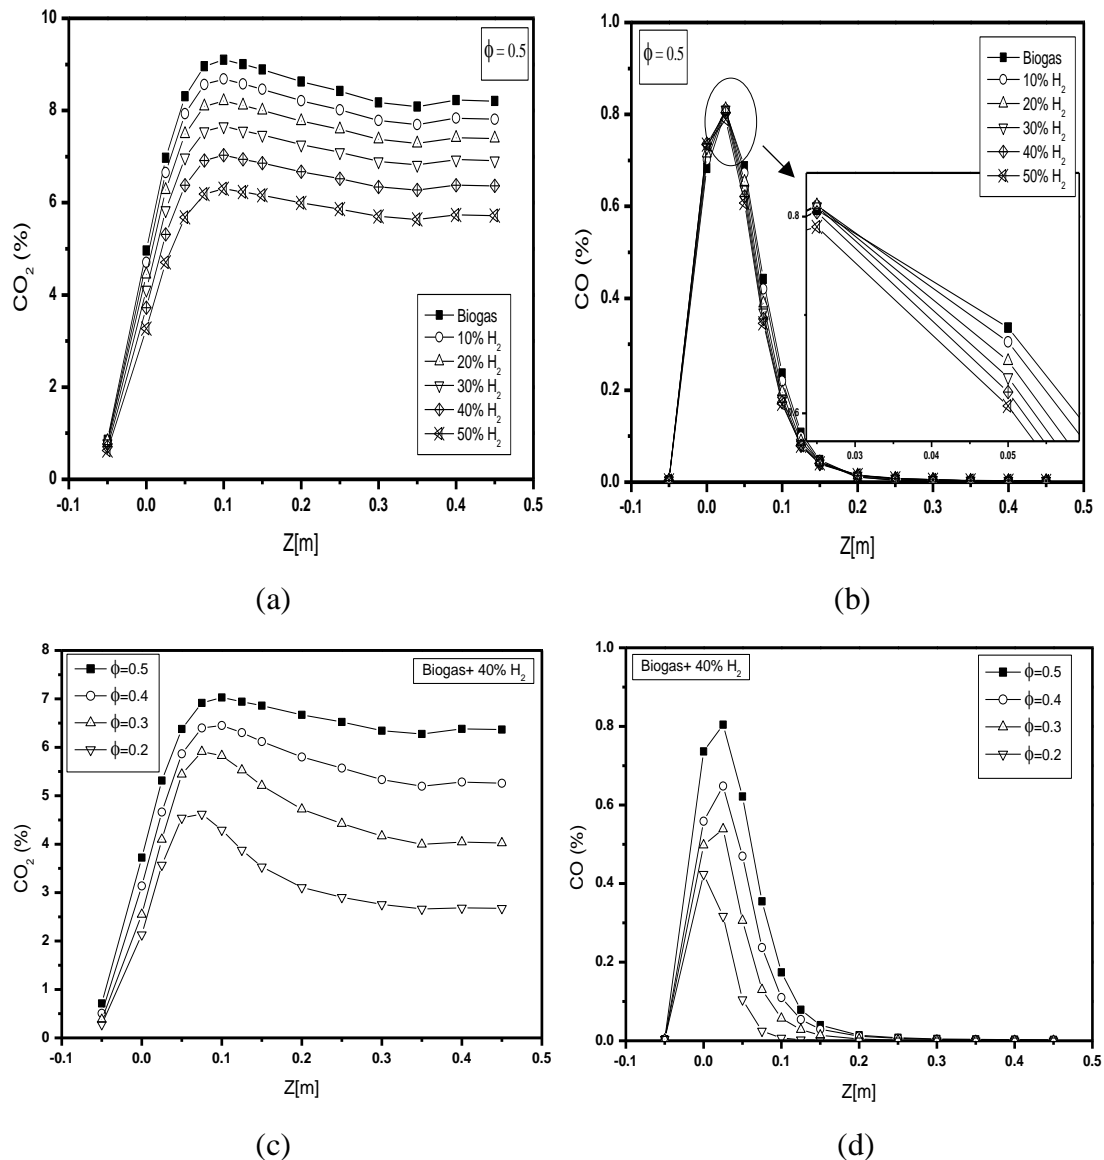 10
8
6
4
2
0
-0.1
0.0
0.1
0.2
0.3
0.4
0.5
CO₂ (%)
Z[m]
ϕ = 0.5
Biogas
10% H₂
20% H₂
30% H₂
40% H₂
50% H₂
(a)
1.0
0.8
0.6
0.4
0.2
0.0
-0.1
0.0
0.1
0.2
0.3
0.4
0.5
CO (%)
Z[m]
ϕ = 0.5
Biogas
10% H₂
20% H₂
30% H₂
40% H₂
50% H₂
0.8
0.6
0.03
0.04
0.05
(b)
8
7
6
5
4
3
2
1
0
-0.1
0.0
0.1
0.2
0.3
0.4
0.5
CO₂ (%)
Z[m]
ϕ=0.5
ϕ=0.4
ϕ=0.3
ϕ=0.2
Biogas+ 40% H₂
(c)
1.0
0.8
0.6
0.4
0.2
0.0
-0.1
0.0
0.1
0.2
0.3
0.4
0.5
CO (%)
Z[m]
Biogas+ 40% H₂
ϕ=0.5
ϕ=0.4
ϕ=0.3
ϕ=0.2
(d)